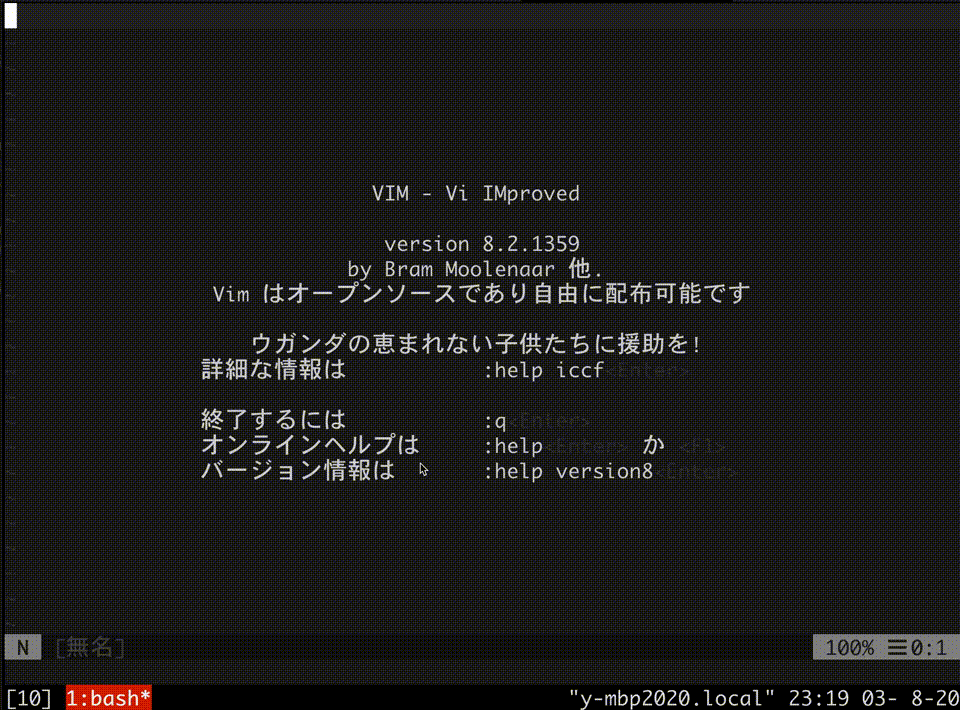 VIM - Vi IMproved
version 8.2.1359
by Bram Moolenaar 他.
Vim はオープンソースであり自由に配布可能です
ウガンダの恵まれない子供たちに援助を!
詳細な情報は :help iccf<Enter>
終了するには :q<Enter>
オンラインヘルプは :help<Enter> か <F1>
バージョン情報は :help version8<Enter>
N [無名] 100% ☰0:1
[10] 1:bash* "y-mbp2020.local" 23:19 03- 8-20